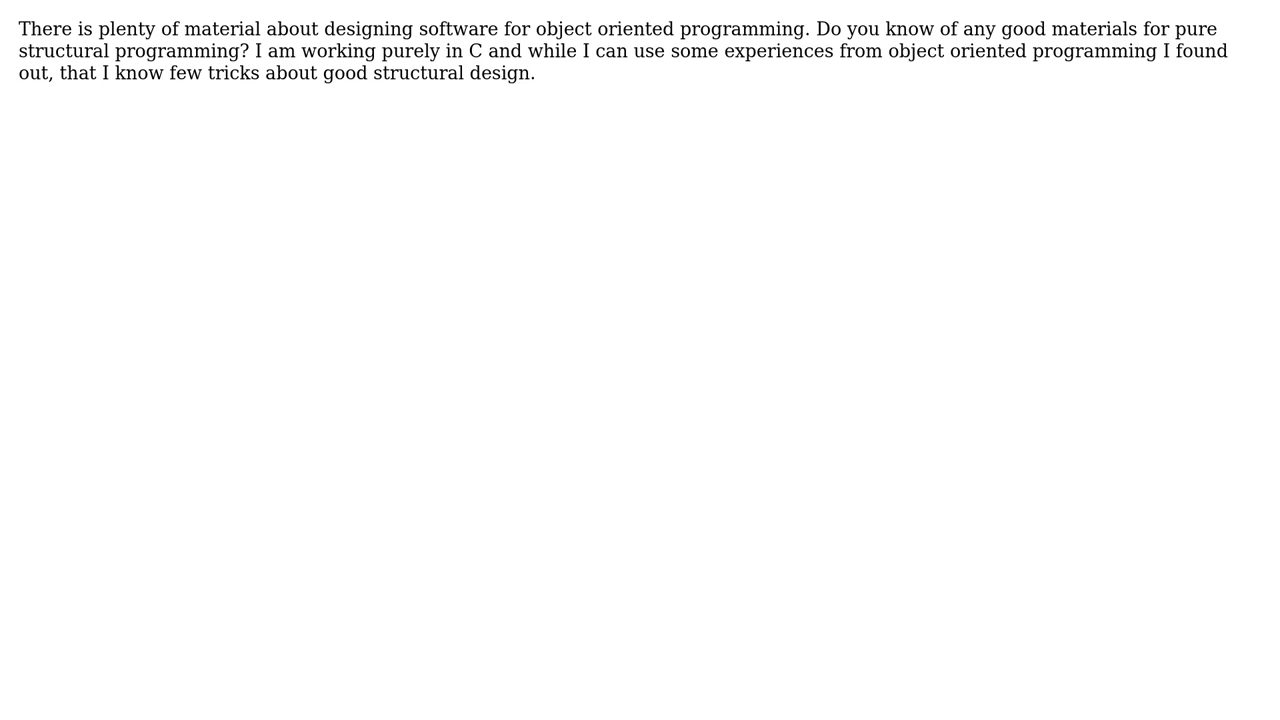 There is plenty of material about designing software for object oriented programming. Do you know of any good materials for pure
structural programming? I am working purely in C and while I can use some experiences from object oriented programming I found
out, that I know few tricks about good structural design.